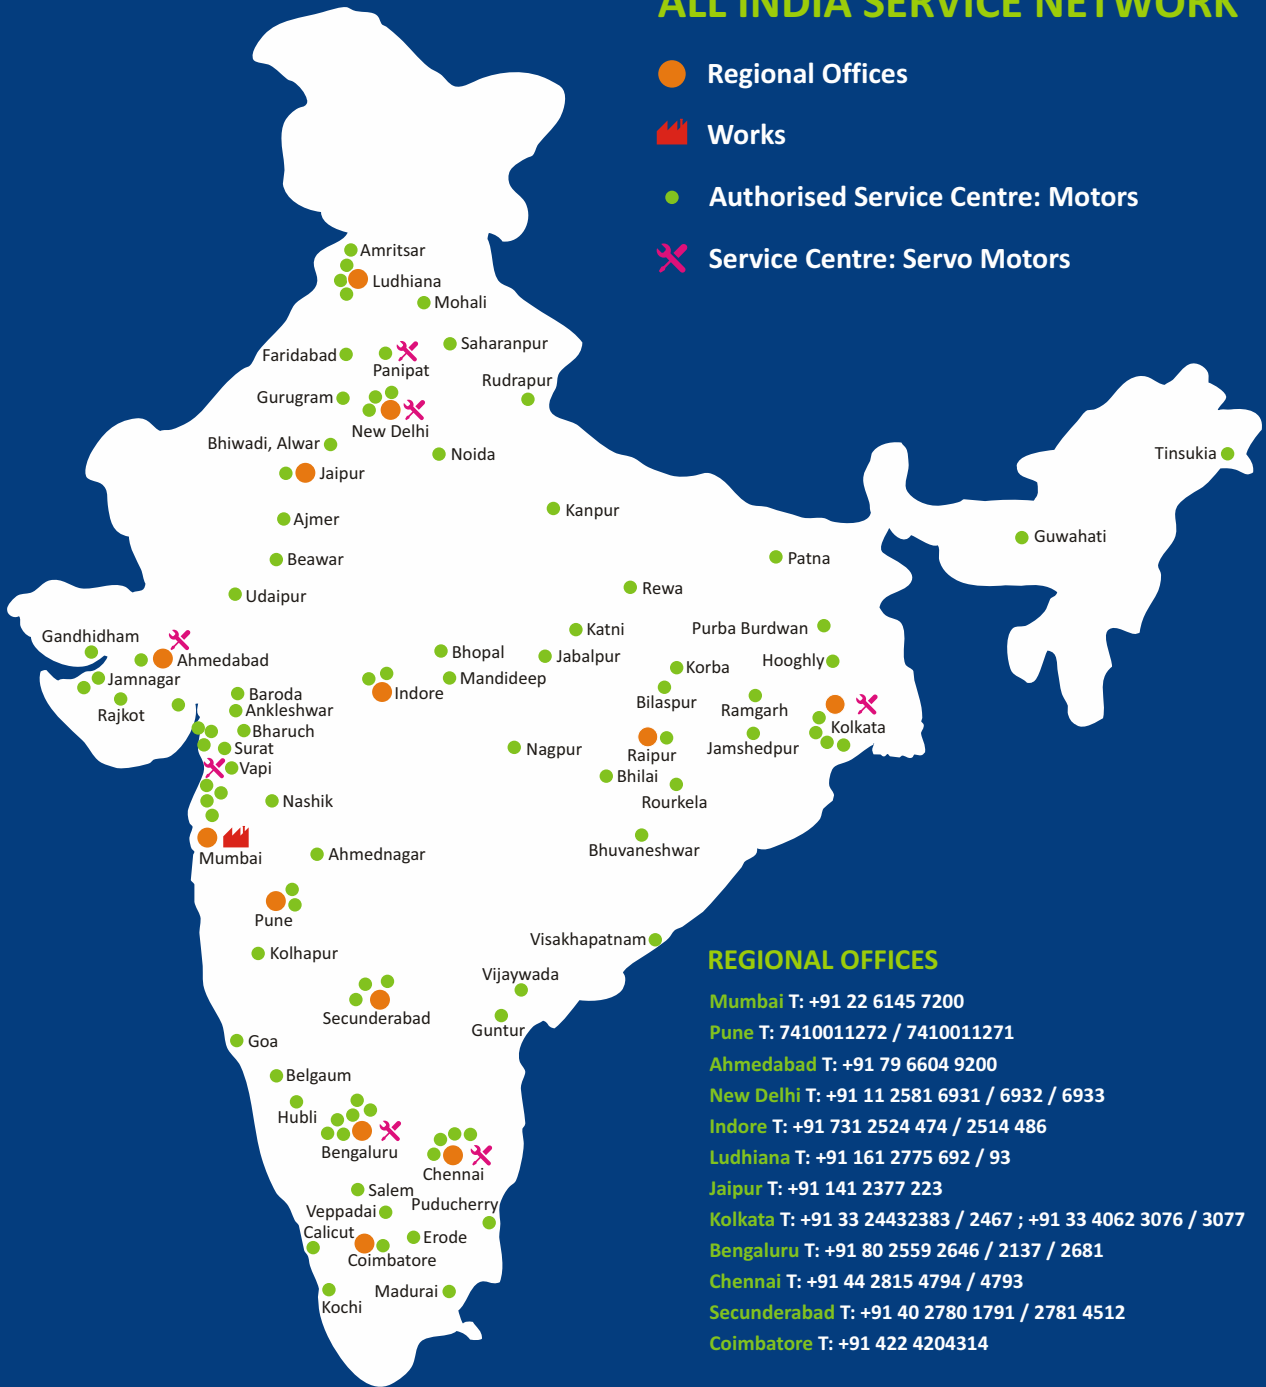 ALL INDIA SERVICE NETWORK
Regional Offices
Works
Authorised Service Centre: Motors
Service Centre: Servo Motors
Amritsar
Ludhiana
Mohali
Saharanpur
Faridabad
Panipat
Rudrapur
Gurugram
New Delhi
Bhiwadi, Alwar
Noida
Tinsukia
Jaipur
Kanpur
Ajmer
Guwahati
Beawar
Patna
Rewa
Udaipur
Katni
Purba Burdwan
Gandhidham
Bhopal
Jabalpur
Ahmedabad
Hooghly
Korba
Jamnagar
Mandideep
Baroda
Indore
Bilaspur
Ankleshwar
Ramgarh
Rajkot
Kolkata
Bharuch
Surat
Nagpur
Jamshedpur
Raipur
Vapi
Bhilai
Nashik
Rourkela
Bhuvaneshwar
Mumbai
Ahmednagar
Pune
Visakhapatnam
Kolhapur
Vijaywada
Secunderabad
Guntur
Goa
Belgaum
Hubli
Bengaluru
Chennai
Salem
Puducherry
Veppadai
Calicut
Erode
Coimbatore
Madurai
Kochi
REGIONAL OFFICES
Mumbai T: +91 22 6145 7200
Pune T: 7410011272 / 7410011271
Ahmedabad T: +91 79 6604 9200
New Delhi T: +91 11 2581 6931 / 6932 / 6933
Indore T: +91 731 2524 474 / 2514 486
Ludhiana T: +91 161 2775 692 / 93
Jaipur T: +91 141 2377 223
Kolkata T: +91 33 24432383 / 2467 ; +91 33 4062 3076 / 3077
Bengaluru T: +91 80 2559 2646 / 2137 / 2681
Chennai T: +91 44 2815 4794 / 4793
Secunderabad T: +91 40 2780 1791 / 2781 4512
Coimbatore T: +91 422 4204314